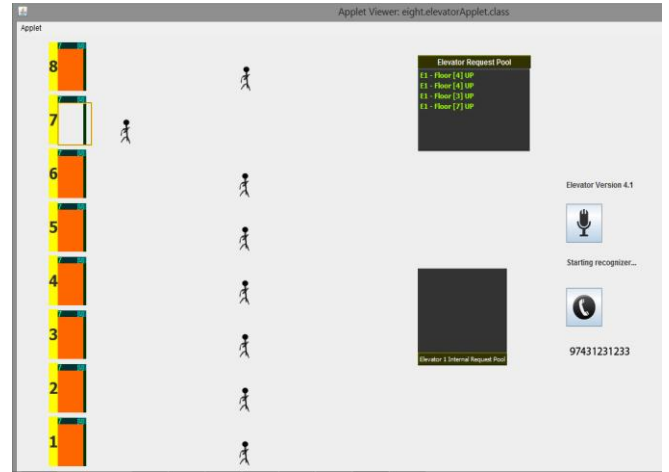 Applet Viewer: eight.elevatorApplet.class
Applet
8
7
6
5
4
3
2
1
Elevator Request Pool
E1 - Floor [4] UP
E1 - Floor [4] UP
E1 - Floor [3] UP
E1 - Floor [7] UP
Elevator 1 Internal Request Pool
Elevator Version 4.1
Starting recognizer...
97431231233